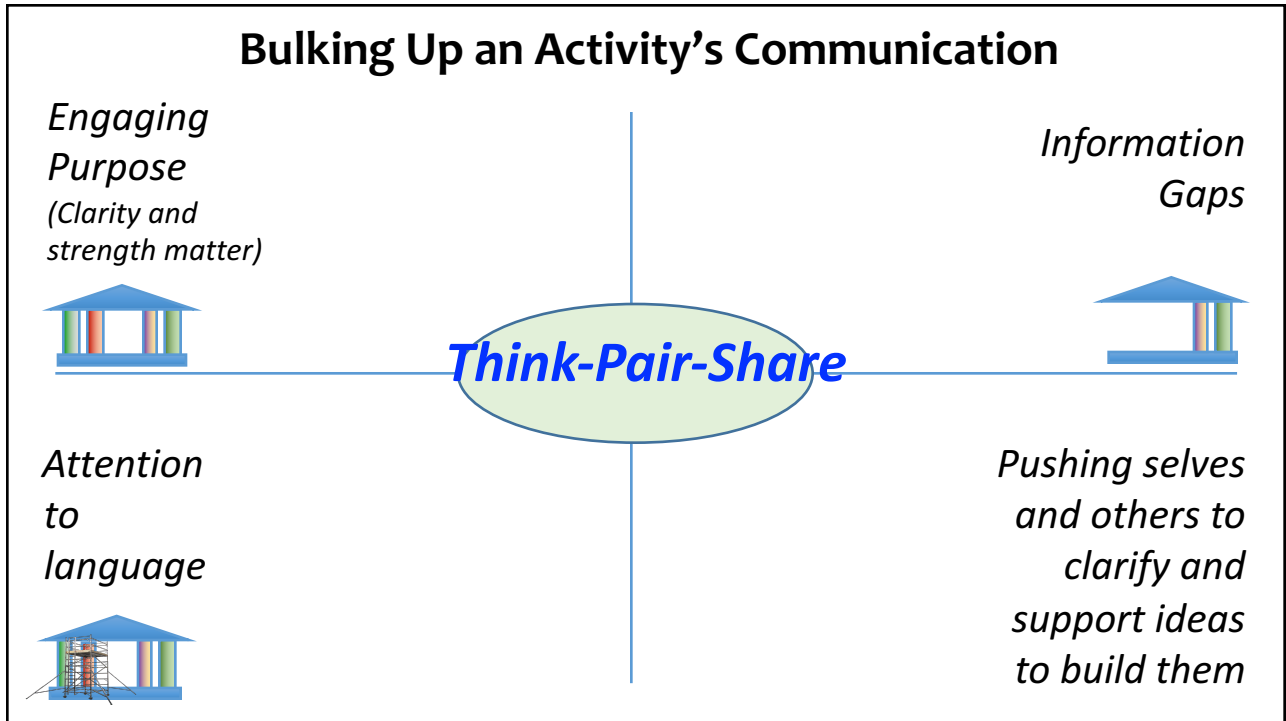 Bulking Up an Activity's Communication
Engaging
Purpose
(Clarity and
strength matter)
Information
Gaps
Think-Pair-Share
Attention
to
language
Pushing selves
and others to
clarify and
support ideas
to build them